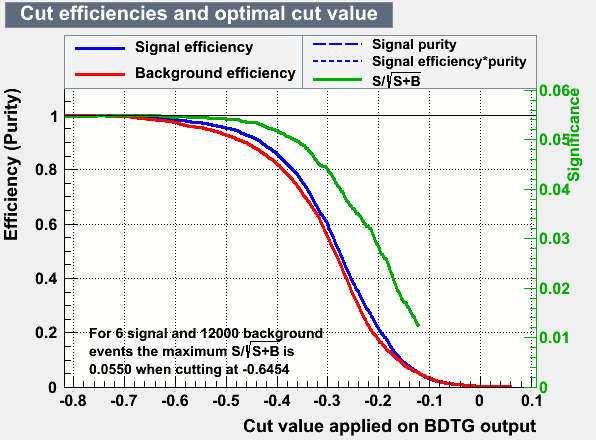 Cut efficiencies and optimal cut value
Signal efficiency
Background efficiency
Signal purity
Signal efficiency*purity
S/√S+B
Efficiency (Purity)
1
0.8
0.6
0.4
0.2
0
0.06
0.05
0.04
0.03
0.02
0.01
0
Significance
For 6 signal and 12000 background
events the maximum S/√S+B is
0.0550 when cutting at -0.6454
-0.8 -0.7 -0.6 -0.5 -0.4 -0.3 -0.2 -0.1 0 0.1
Cut value applied on BDTG output